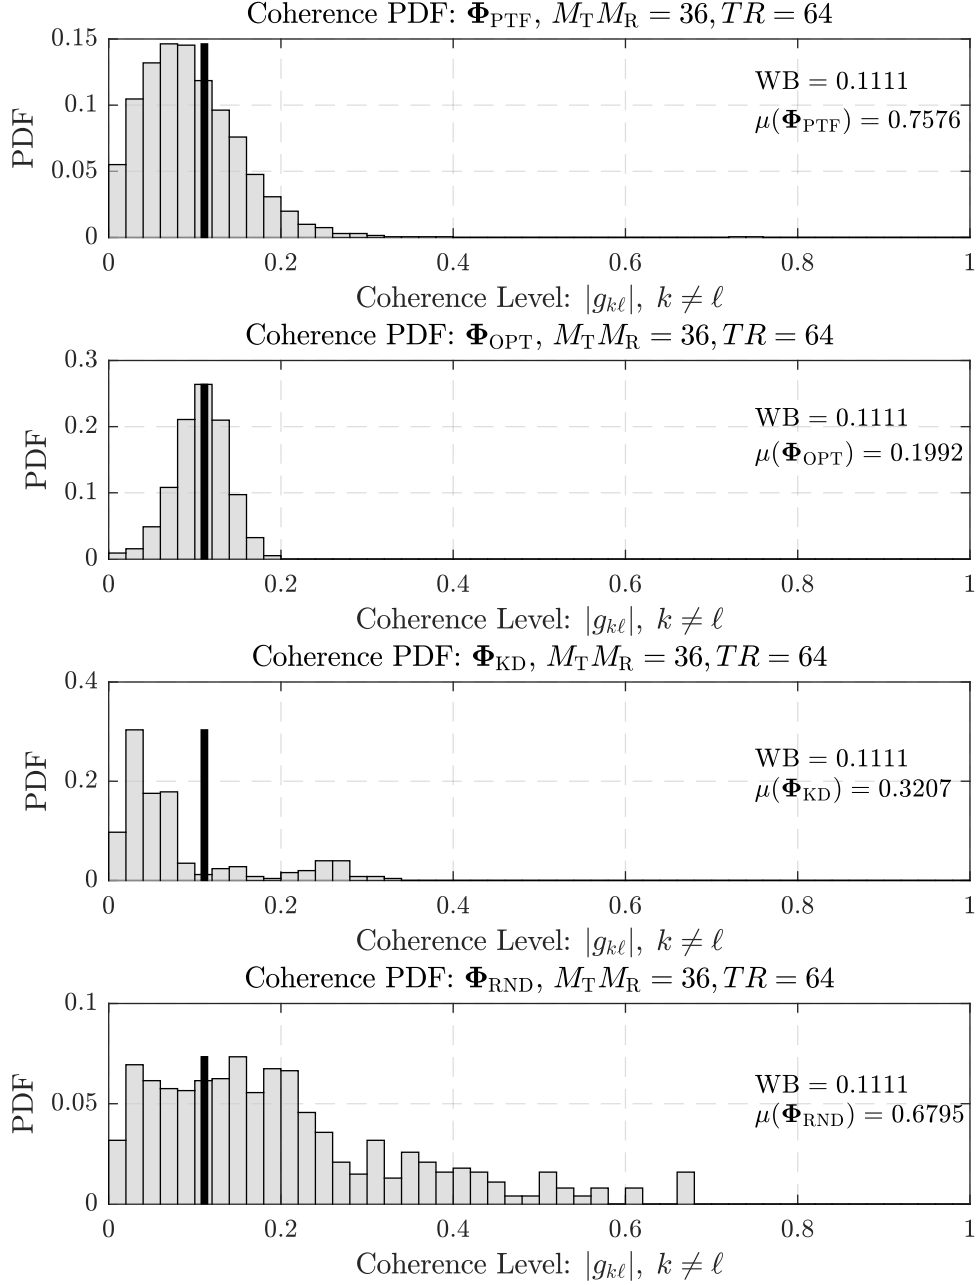 Coherence PDF: Φ_PTF, M_T M_R = 36, TR = 64
0.15
WB = 0.1111
0.1
μ(Φ_PTF) = 0.7576
PDF
0.05
0
0 0.2 0.4 0.6 0.8 1
Coherence Level: |g_kℓ|, k ≠ ℓ
Coherence PDF: Φ_OPT, M_T M_R = 36, TR = 64
0.3
WB = 0.1111
0.2
μ(Φ_OPT) = 0.1992
PDF
0.1
0
0 0.2 0.4 0.6 0.8 1
Coherence Level: |g_kℓ|, k ≠ ℓ
Coherence PDF: Φ_KD, M_T M_R = 36, TR = 64
0.4
WB = 0.1111
0.2
μ(Φ_KD) = 0.3207
PDF
0
0 0.2 0.4 0.6 0.8 1
Coherence Level: |g_kℓ|, k ≠ ℓ
Coherence PDF: Φ_RND, M_T M_R = 36, TR = 64
0.1
WB = 0.1111
0.05
μ(Φ_RND) = 0.6795
PDF
0
0 0.2 0.4 0.6 0.8 1
Coherence Level: |g_kℓ|, k ≠ ℓ